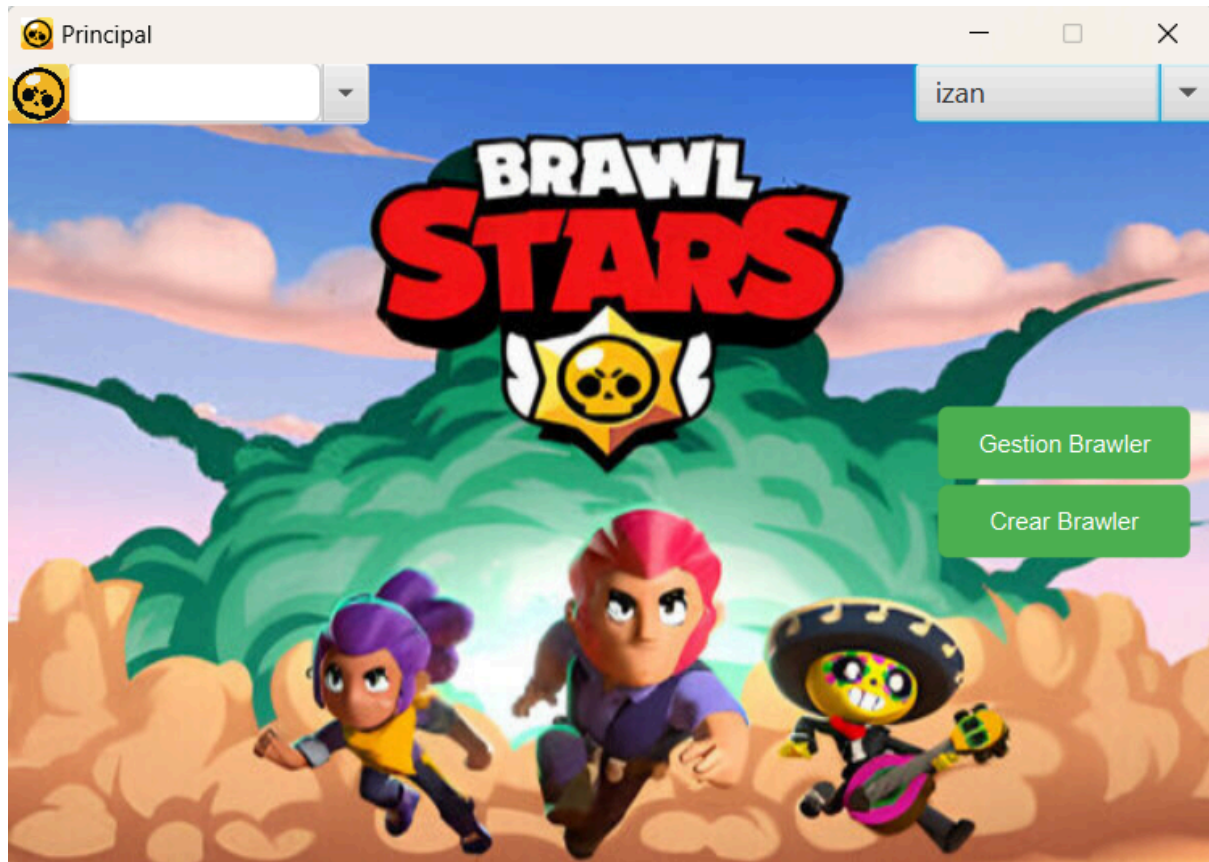 Principal
izan
BRAWL
STARS
Gestion Brawler
Crear Brawler